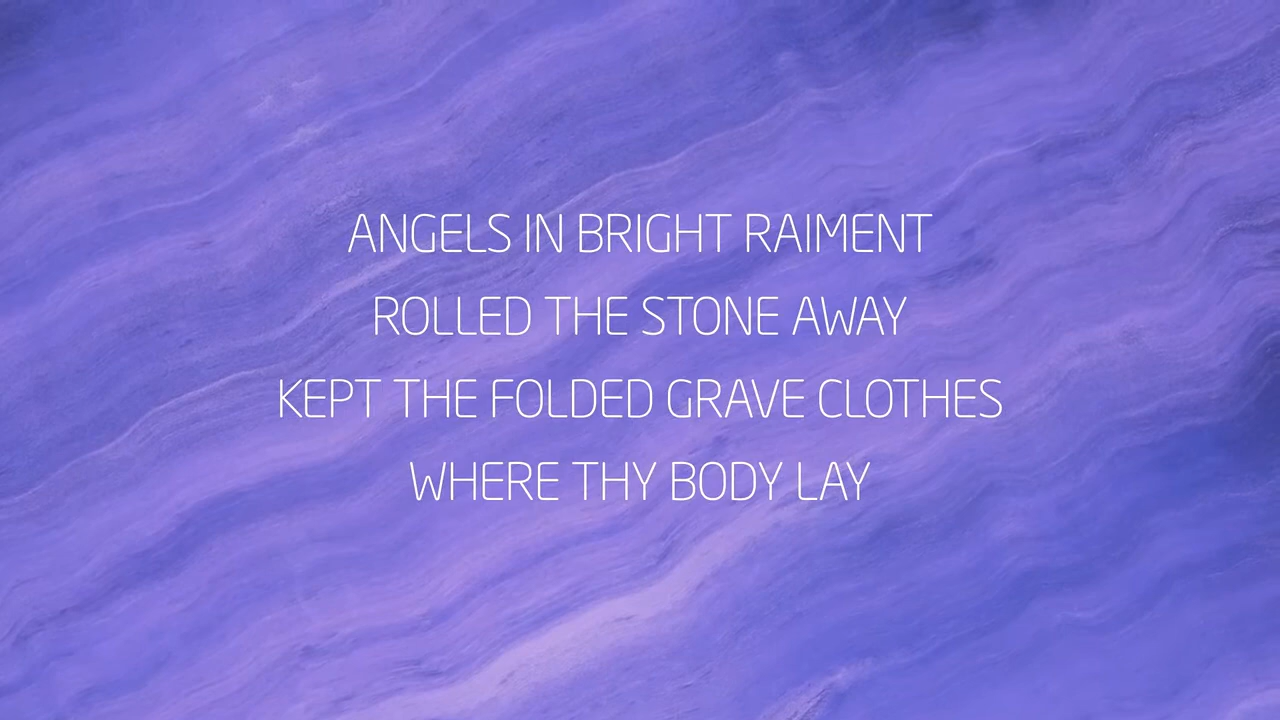 ANGELS IN BRIGHT RAIMENT
ROLLED THE STONE AWAY
KEPT THE FOLDED GRAVE CLOTHES
WHERE THY BODY LAY